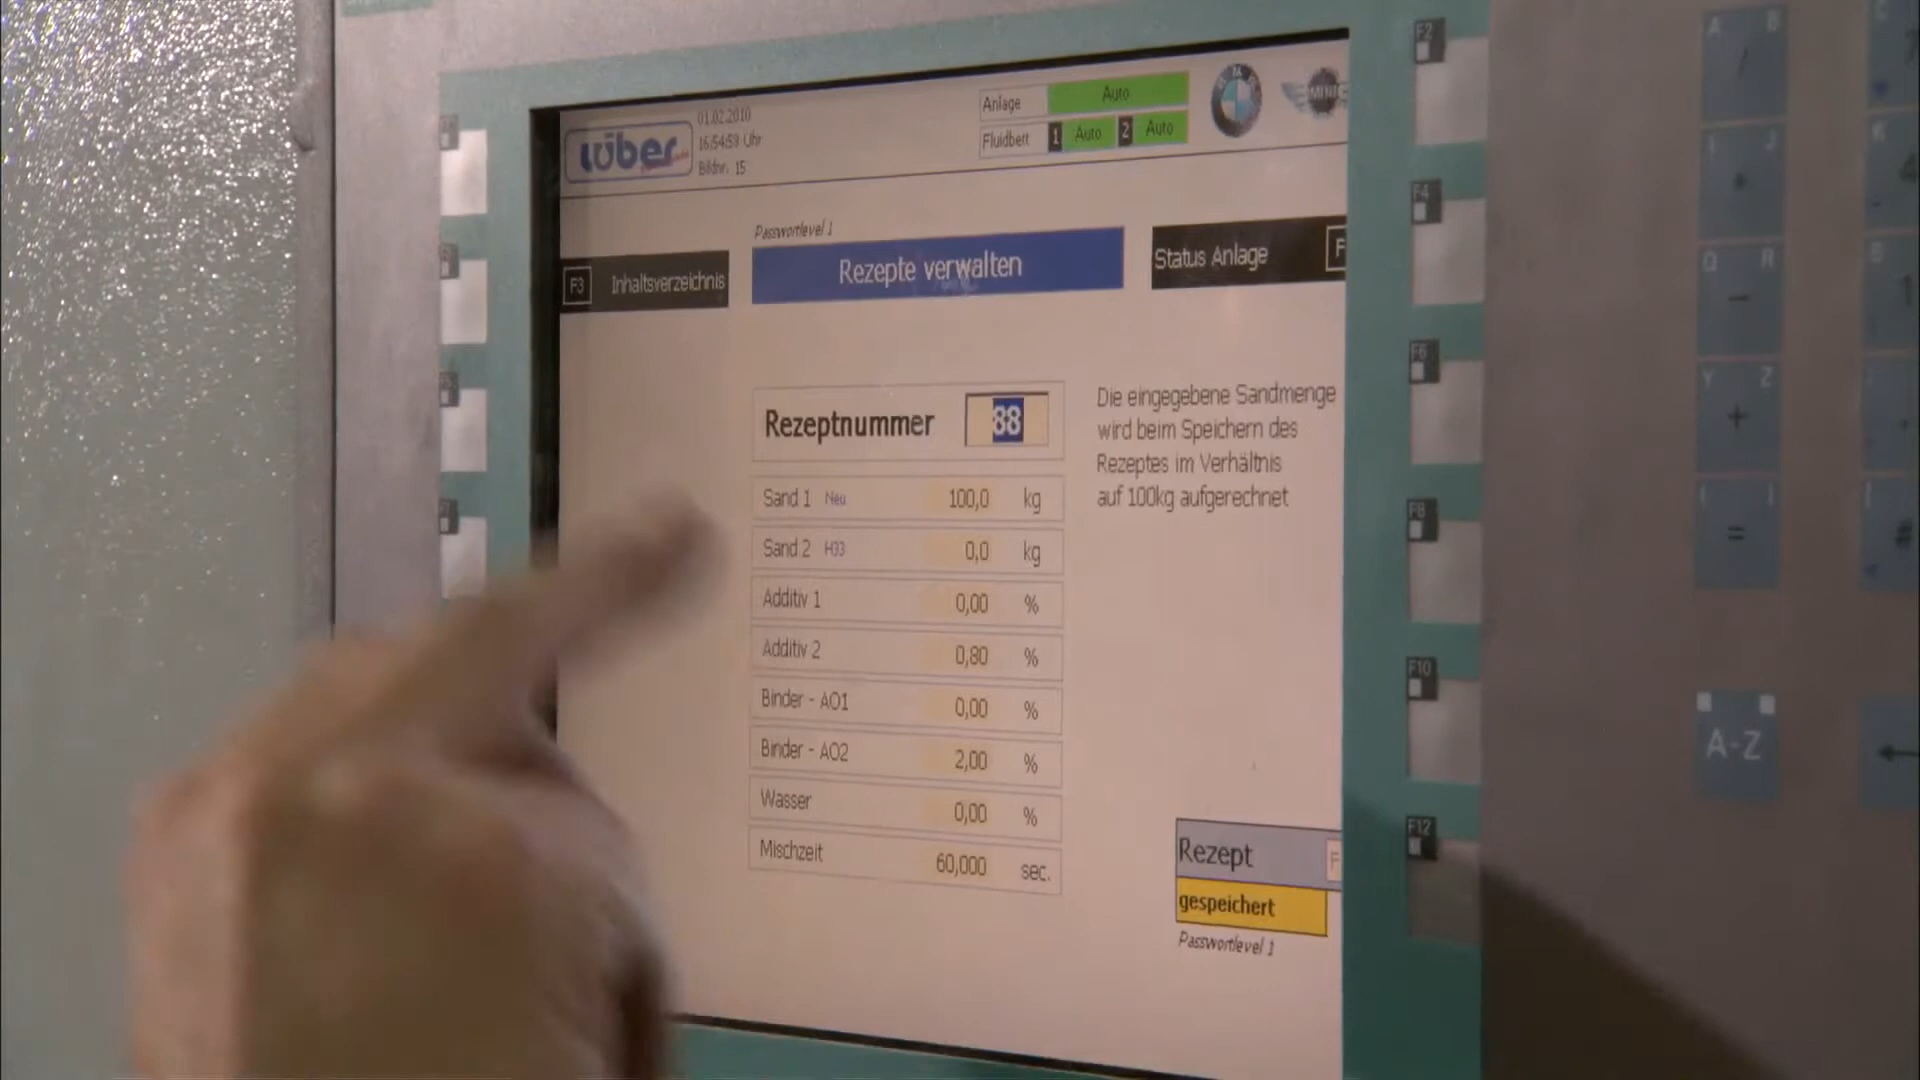 lüber
01.02.2010
16:54:59 Uhr
Bildnr. 15
Anlage Auto
Fluidbett 1 Auto 2 Auto
MINI
Passwortlevel 1
F3 Inhaltsverzeichnis
Rezepte verwalten
Status Anlage F
Rezeptnummer 88
Sand 1 Neu 100,0 kg
Sand 2 H33 0,0 kg
Additiv 1 0,00 %
Additiv 2 0,80 %
Binder - AO1 0,00 %
Binder - AO2 2,00 %
Wasser 0,00 %
Mischzeit 60,000 sec.
Die eingegebene Sandmenge
wird beim Speichern des
Rezeptes im Verhältnis
auf 100kg aufgerechnet
Rezept F
gespeichert
Passwortlevel 1
F2
F4
F6
F8
F10
F12
A B
/
I J
*
Q R
-
Y Z
+
=
A-Z